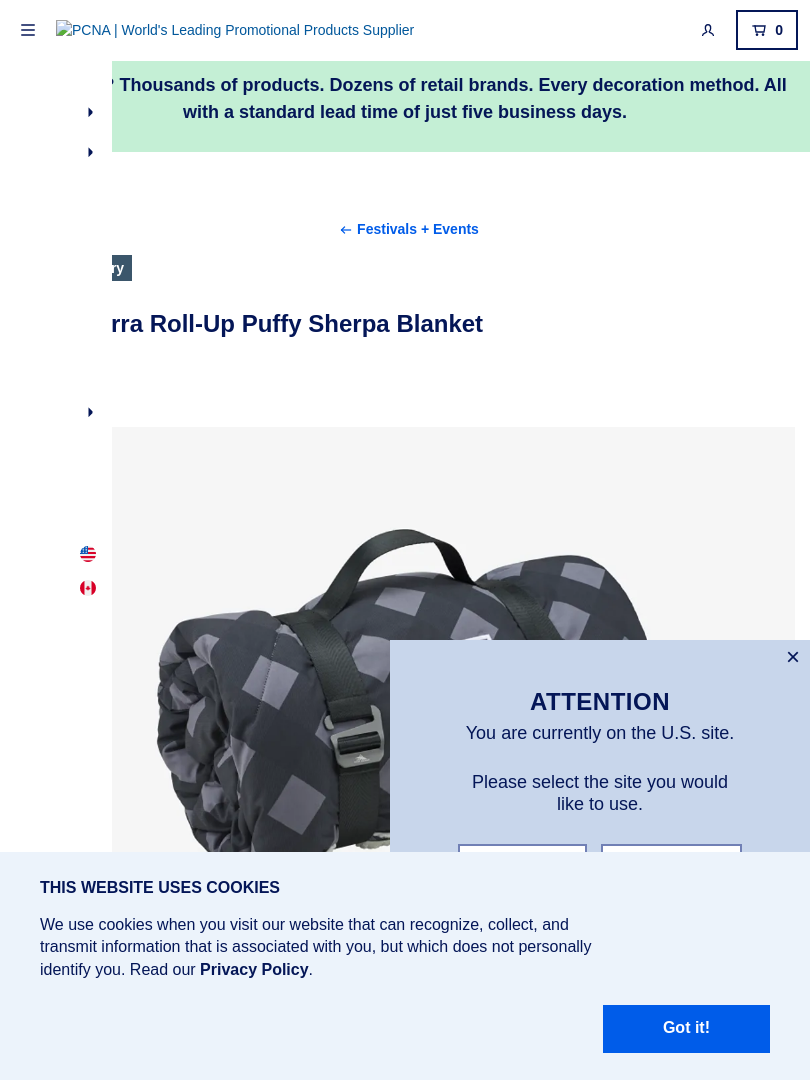 PCNA | World's Leading Promotional Products Supplier
0
? Thousands of products. Dozens of retail brands. Every decoration method. All
with a standard lead time of just five business days.
Festivals + Events
ry
rra Roll-Up Puffy Sherpa Blanket
ATTENTION
You are currently on the U.S. site.
Please select the site you would
like to use.
THIS WEBSITE USES COOKIES
We use cookies when you visit our website that can recognize, collect, and
transmit information that is associated with you, but which does not personally
identify you. Read our Privacy Policy.
Got it!